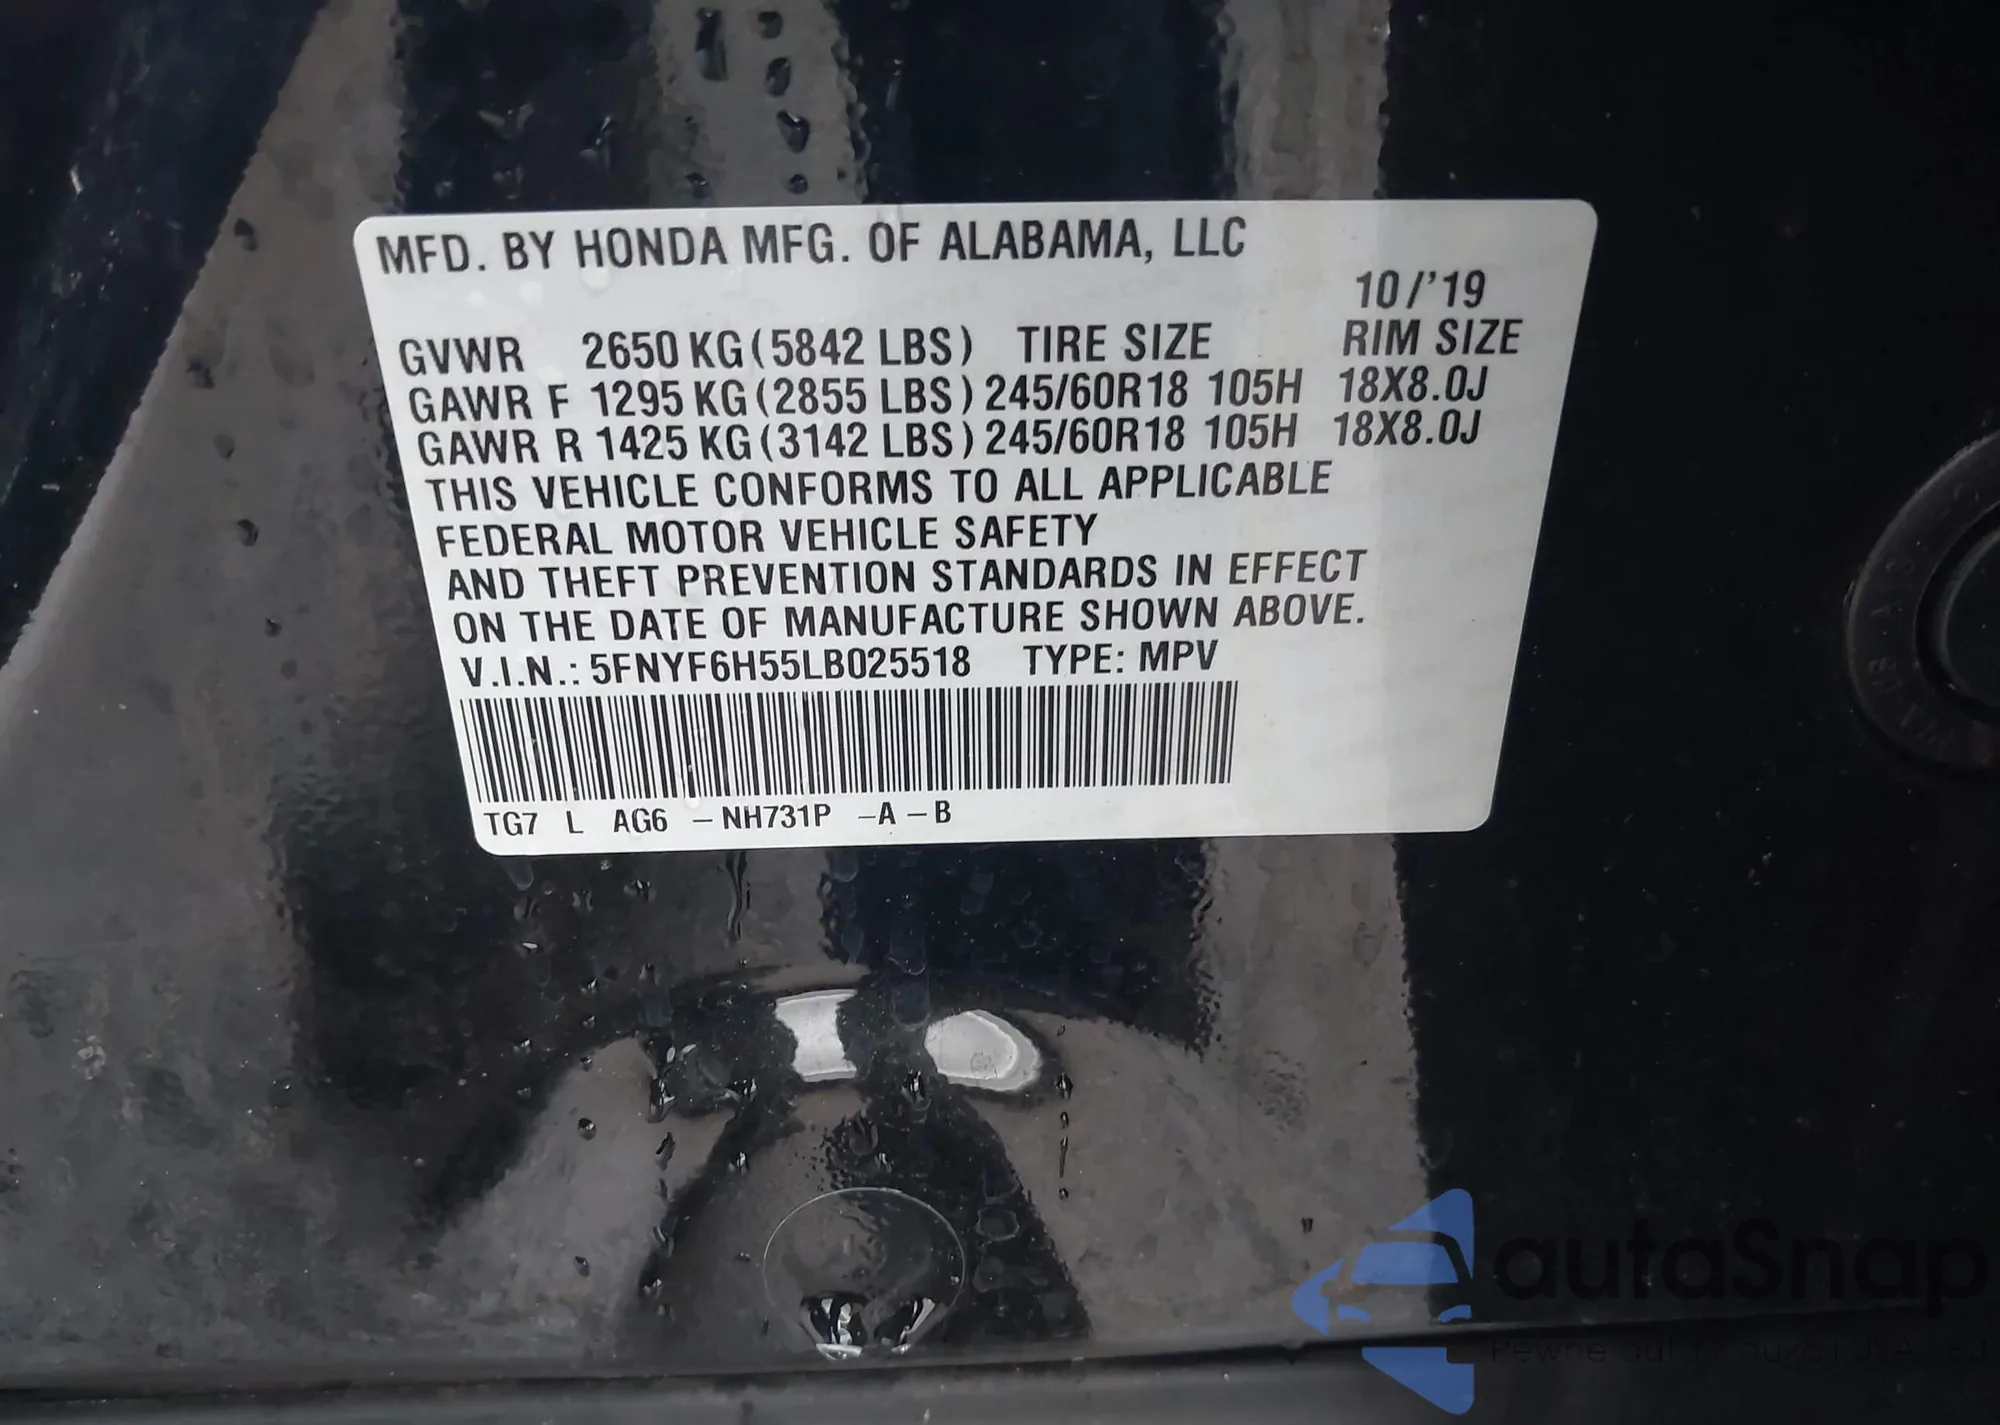 MFD. BY HONDA MFG. OF ALABAMA, LLC
10/'19
GVWR 2650 KG (5842 LBS) TIRE SIZE RIM SIZE
GAWR F 1295 KG (2855 LBS) 245/60R18 105H 18X8.0J
GAWR R 1425 KG (3142 LBS) 245/60R18 105H 18X8.0J
THIS VEHICLE CONFORMS TO ALL APPLICABLE
FEDERAL MOTOR VEHICLE SAFETY
AND THEFT PREVENTION STANDARDS IN EFFECT
ON THE DATE OF MANUFACTURE SHOWN ABOVE.
V.I.N.: 5FNYF6H55LB025518 TYPE: MPV
TG7 L AG6 –NH731P –A –B
autaSnap
Pewne auta